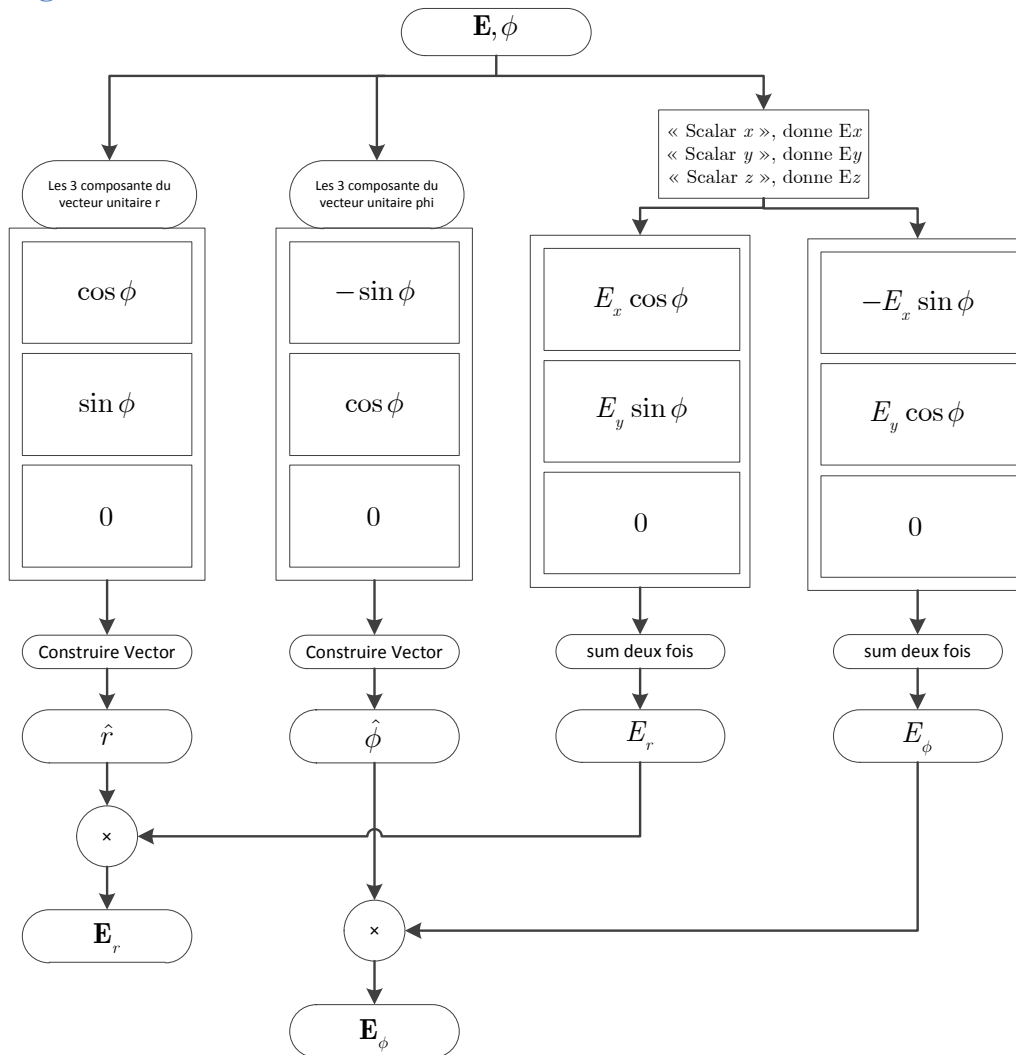 E, ϕ
Les 3 composante du
vecteur unitaire r
cos ϕ
sin ϕ
0
Construire Vector
r̂
×
E_r
Les 3 composante du
vecteur unitaire phi
− sin ϕ
cos ϕ
0
Construire Vector
ϕ̂
×
E_ϕ
« Scalar x », donne Ex
« Scalar y », donne Ey
« Scalar z », donne Ez
E_x cos ϕ
E_y sin ϕ
0
sum deux fois
E_r
−E_x sin ϕ
E_y cos ϕ
0
sum deux fois
E_ϕ